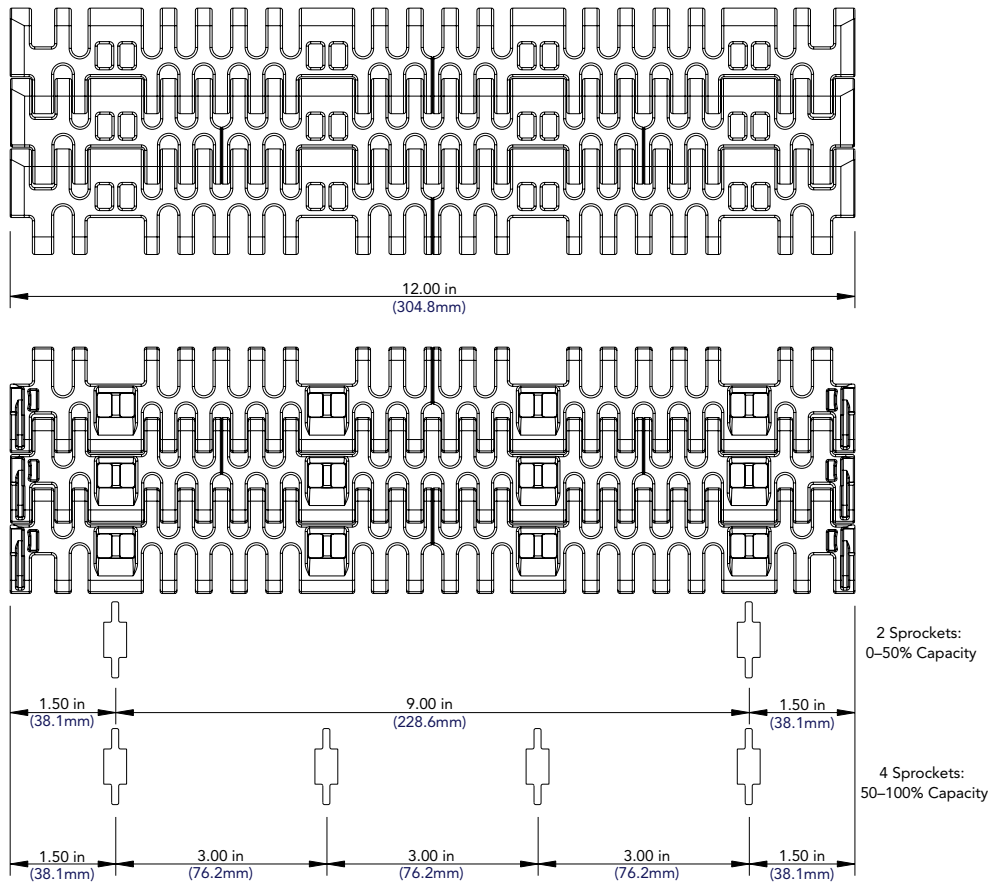 12.00 in
(304.8mm)
2 Sprockets:
0–50% Capacity
1.50 in
(38.1mm)
9.00 in
(228.6mm)
1.50 in
(38.1mm)
4 Sprockets:
50–100% Capacity
1.50 in
(38.1mm)
3.00 in
(76.2mm)
3.00 in
(76.2mm)
3.00 in
(76.2mm)
1.50 in
(38.1mm)